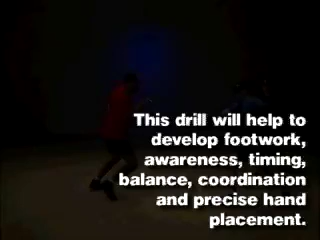 This drill will help to
develop footwork,
awareness, timing,
balance, coordination
and precise hand
placement.